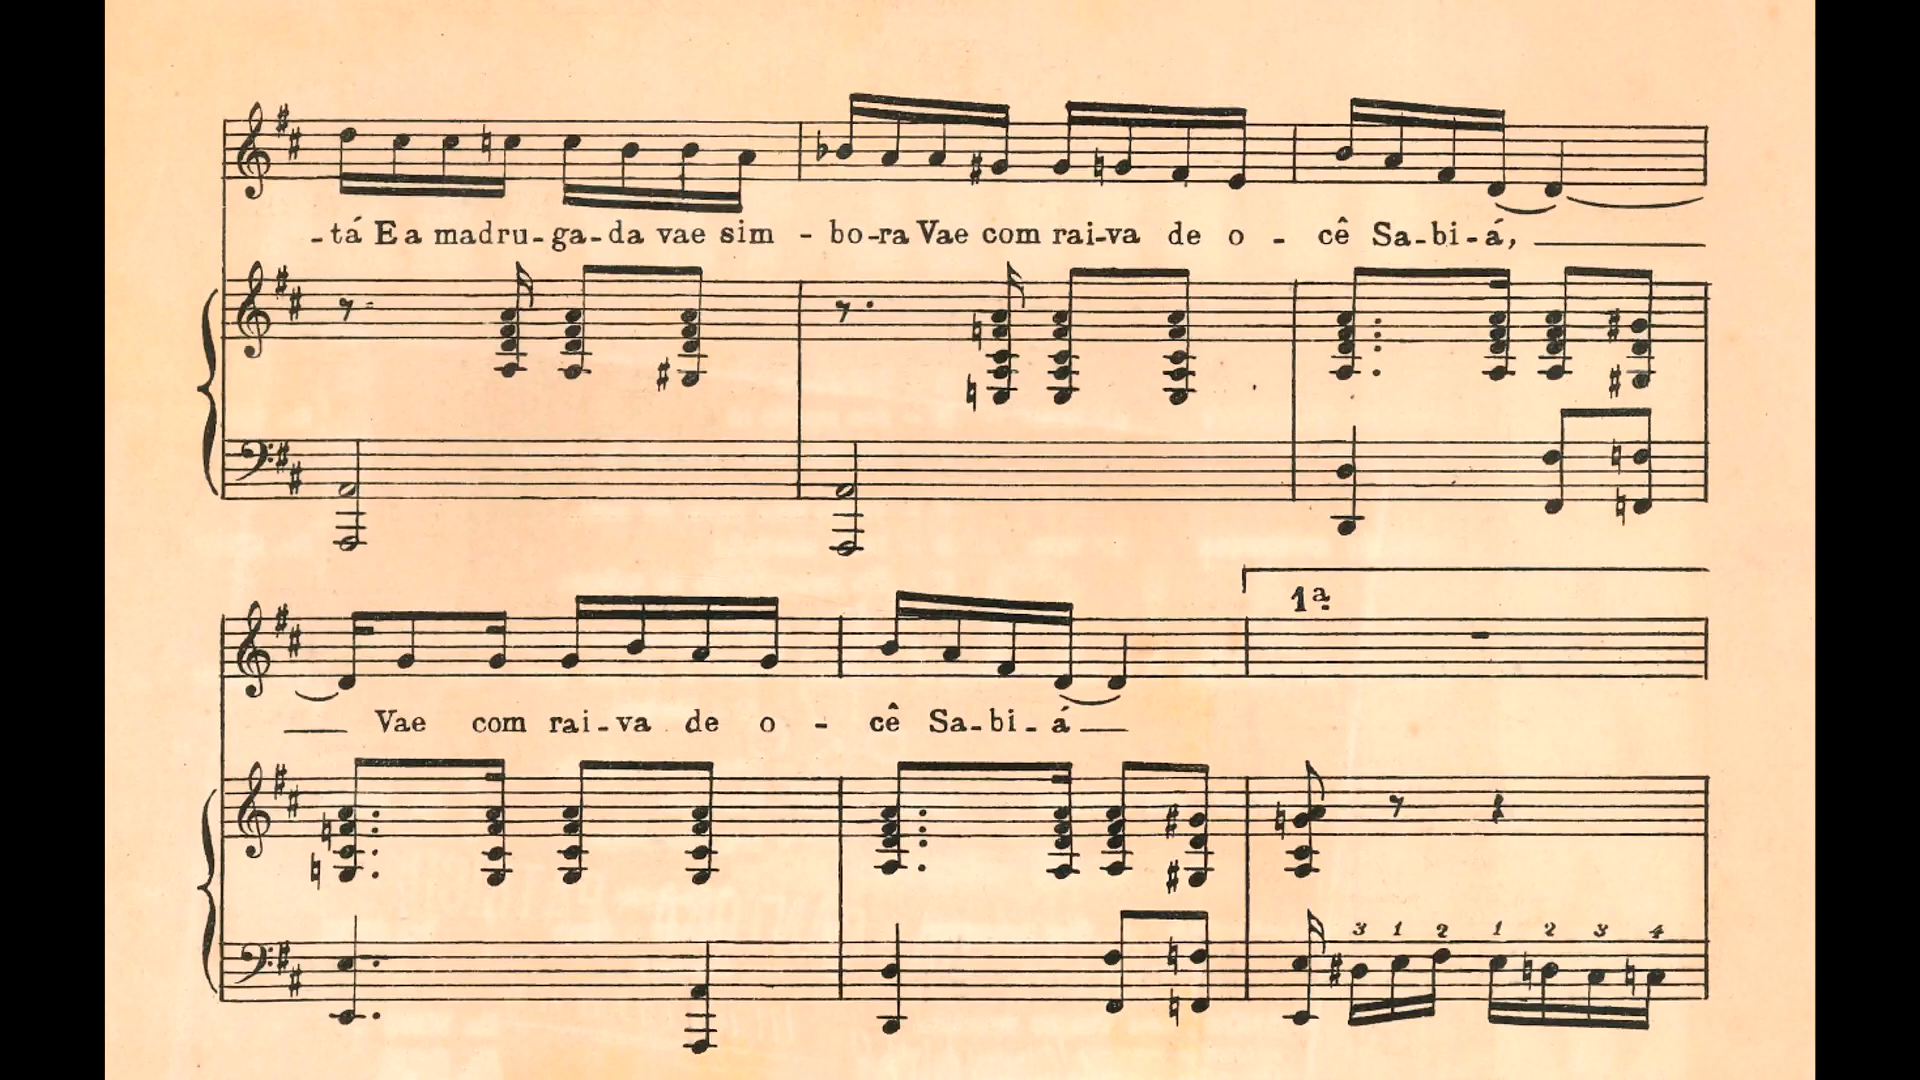 -tá E a madru-ga-da vae sim - bo-ra Vae com rai-va de o - cê Sa-bi-á,
1ª
Vae com rai-va de o - cê Sa-bi-á
3 1 2 1 2 3 4